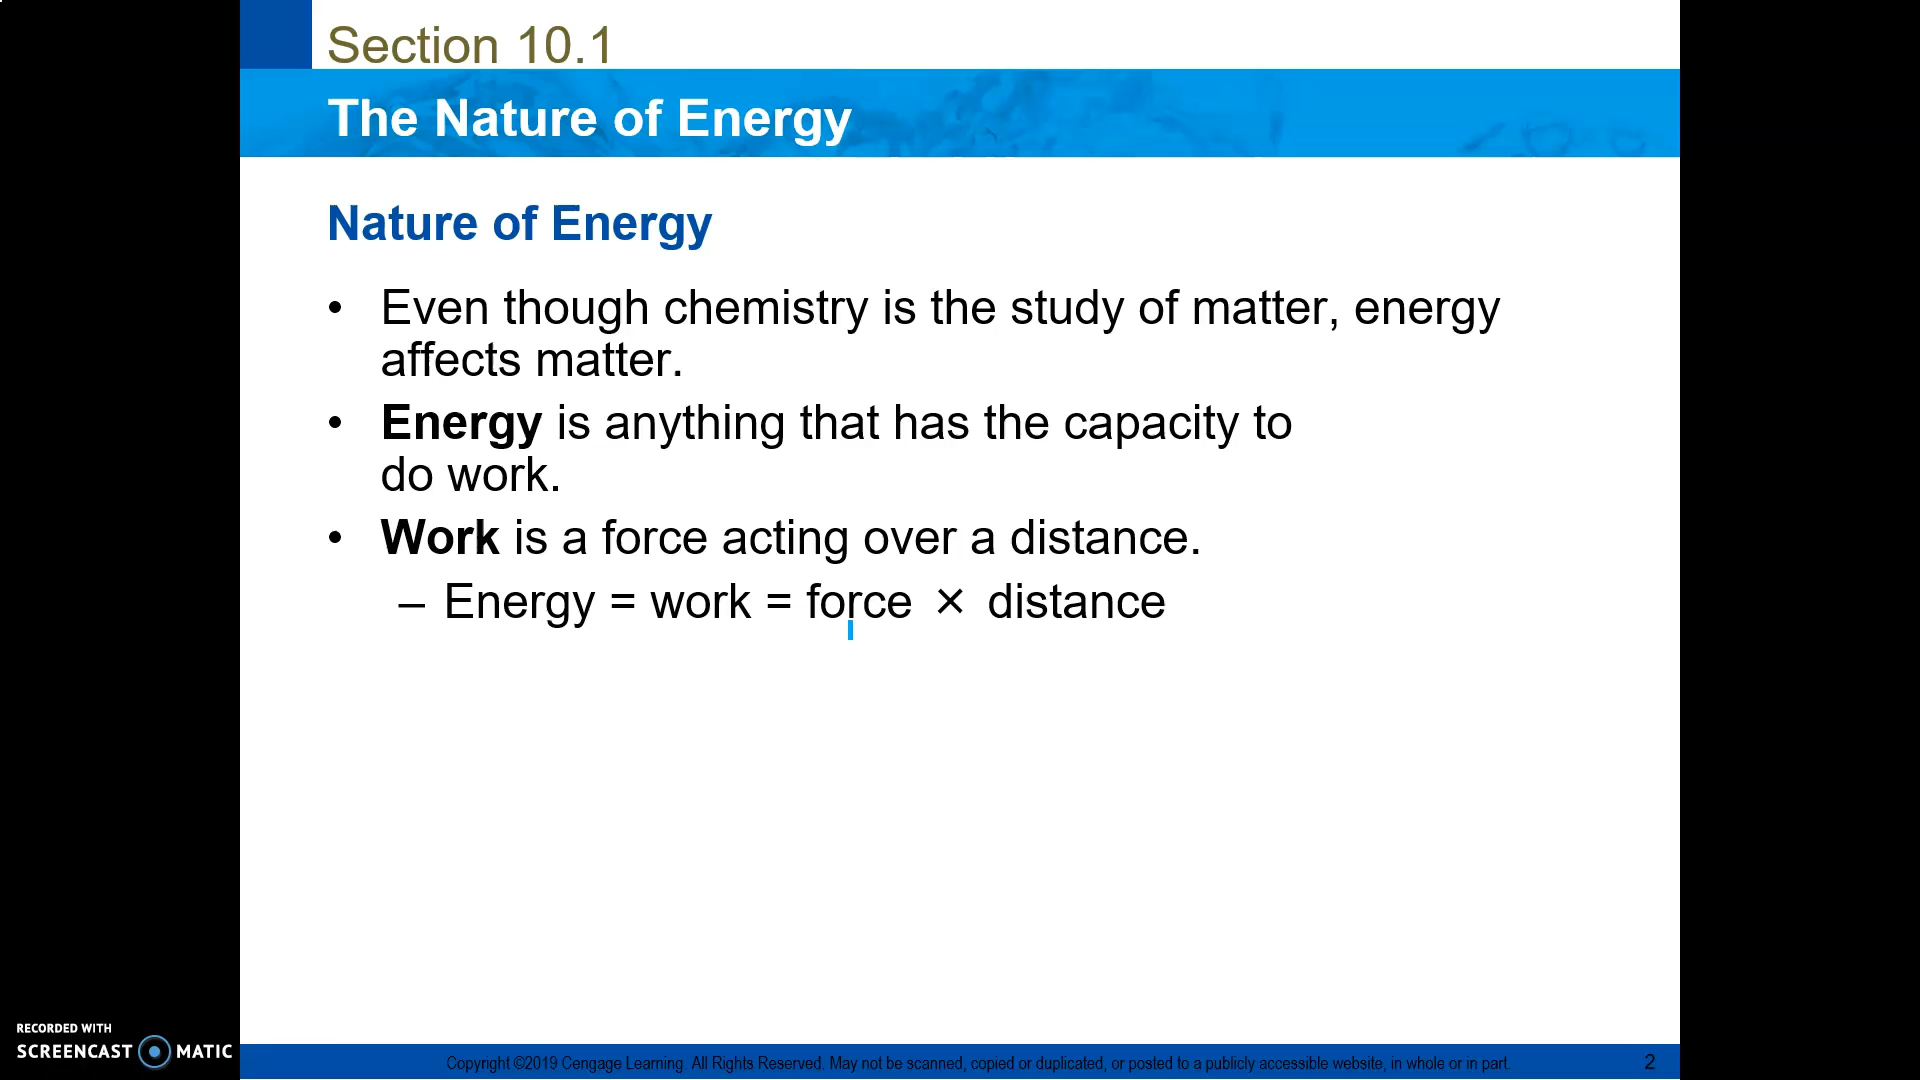 Section 10.1
The Nature of Energy
Nature of Energy
• Even though chemistry is the study of matter, energy
affects matter.
• Energy is anything that has the capacity to
do work.
• Work is a force acting over a distance.
– Energy = work = force × distance
RECORDED WITH
SCREENCAST MATIC
Copyright ©2019 Cengage Learning. All Rights Reserved. May not be scanned, copied or duplicated, or posted to a publicly accessible website, in whole or in part.
2